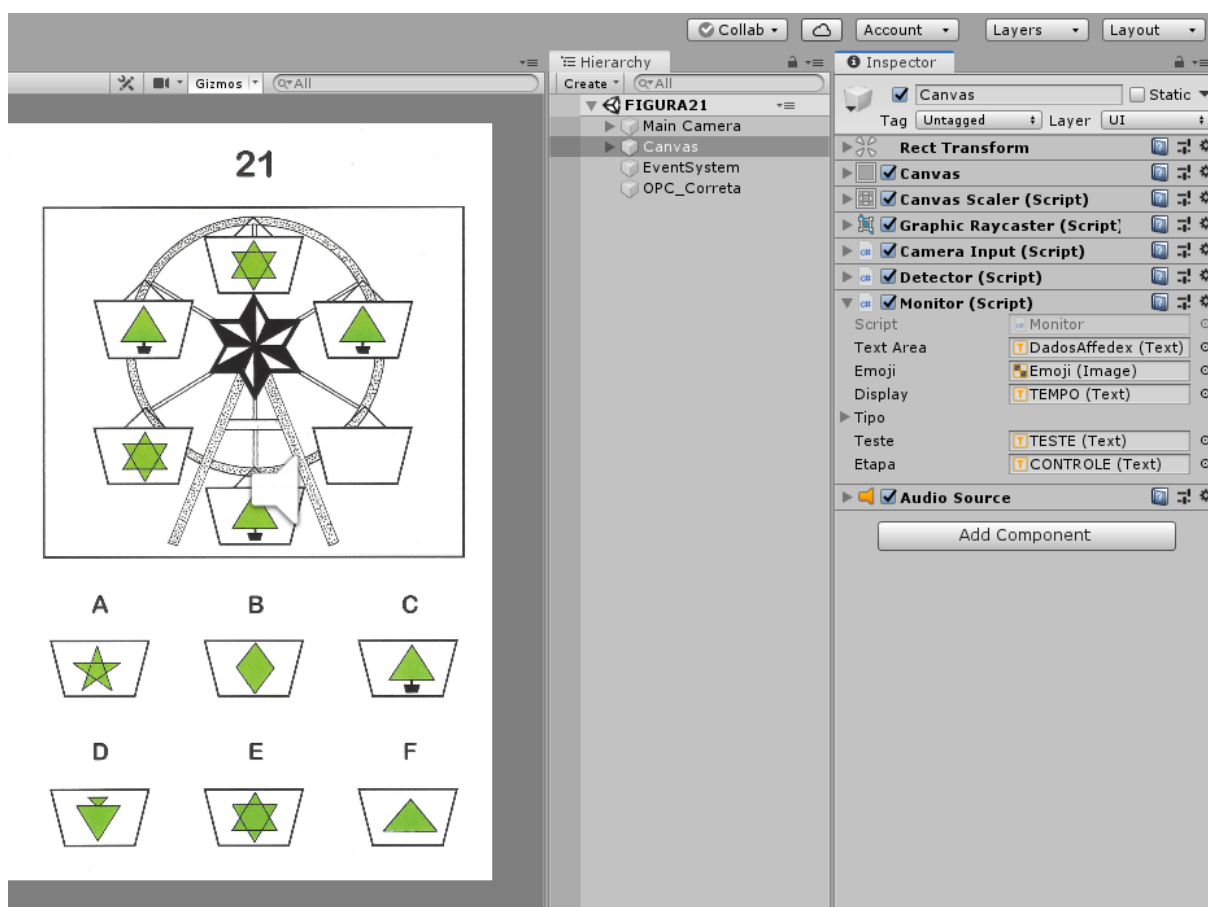 Collab Account Layers Layout
Hierarchy Inspector
Gizmos All Create All Canvas Static
FIGURA21 Tag Untagged Layer UI
Main Camera
Canvas
EventSystem
OPC_Correta
Rect Transform
Canvas
Canvas Scaler (Script)
Graphic Raycaster (Script)
Camera Input (Script)
Detector (Script)
Monitor (Script)
Script Monitor
Text Area DadosAffedex (Text)
Emoji Emoji (Image)
Display TEMPO (Text)
Tipo
Teste TESTE (Text)
Etapa CONTROLE (Text)
Audio Source
Add Component
21
A B C
D E F